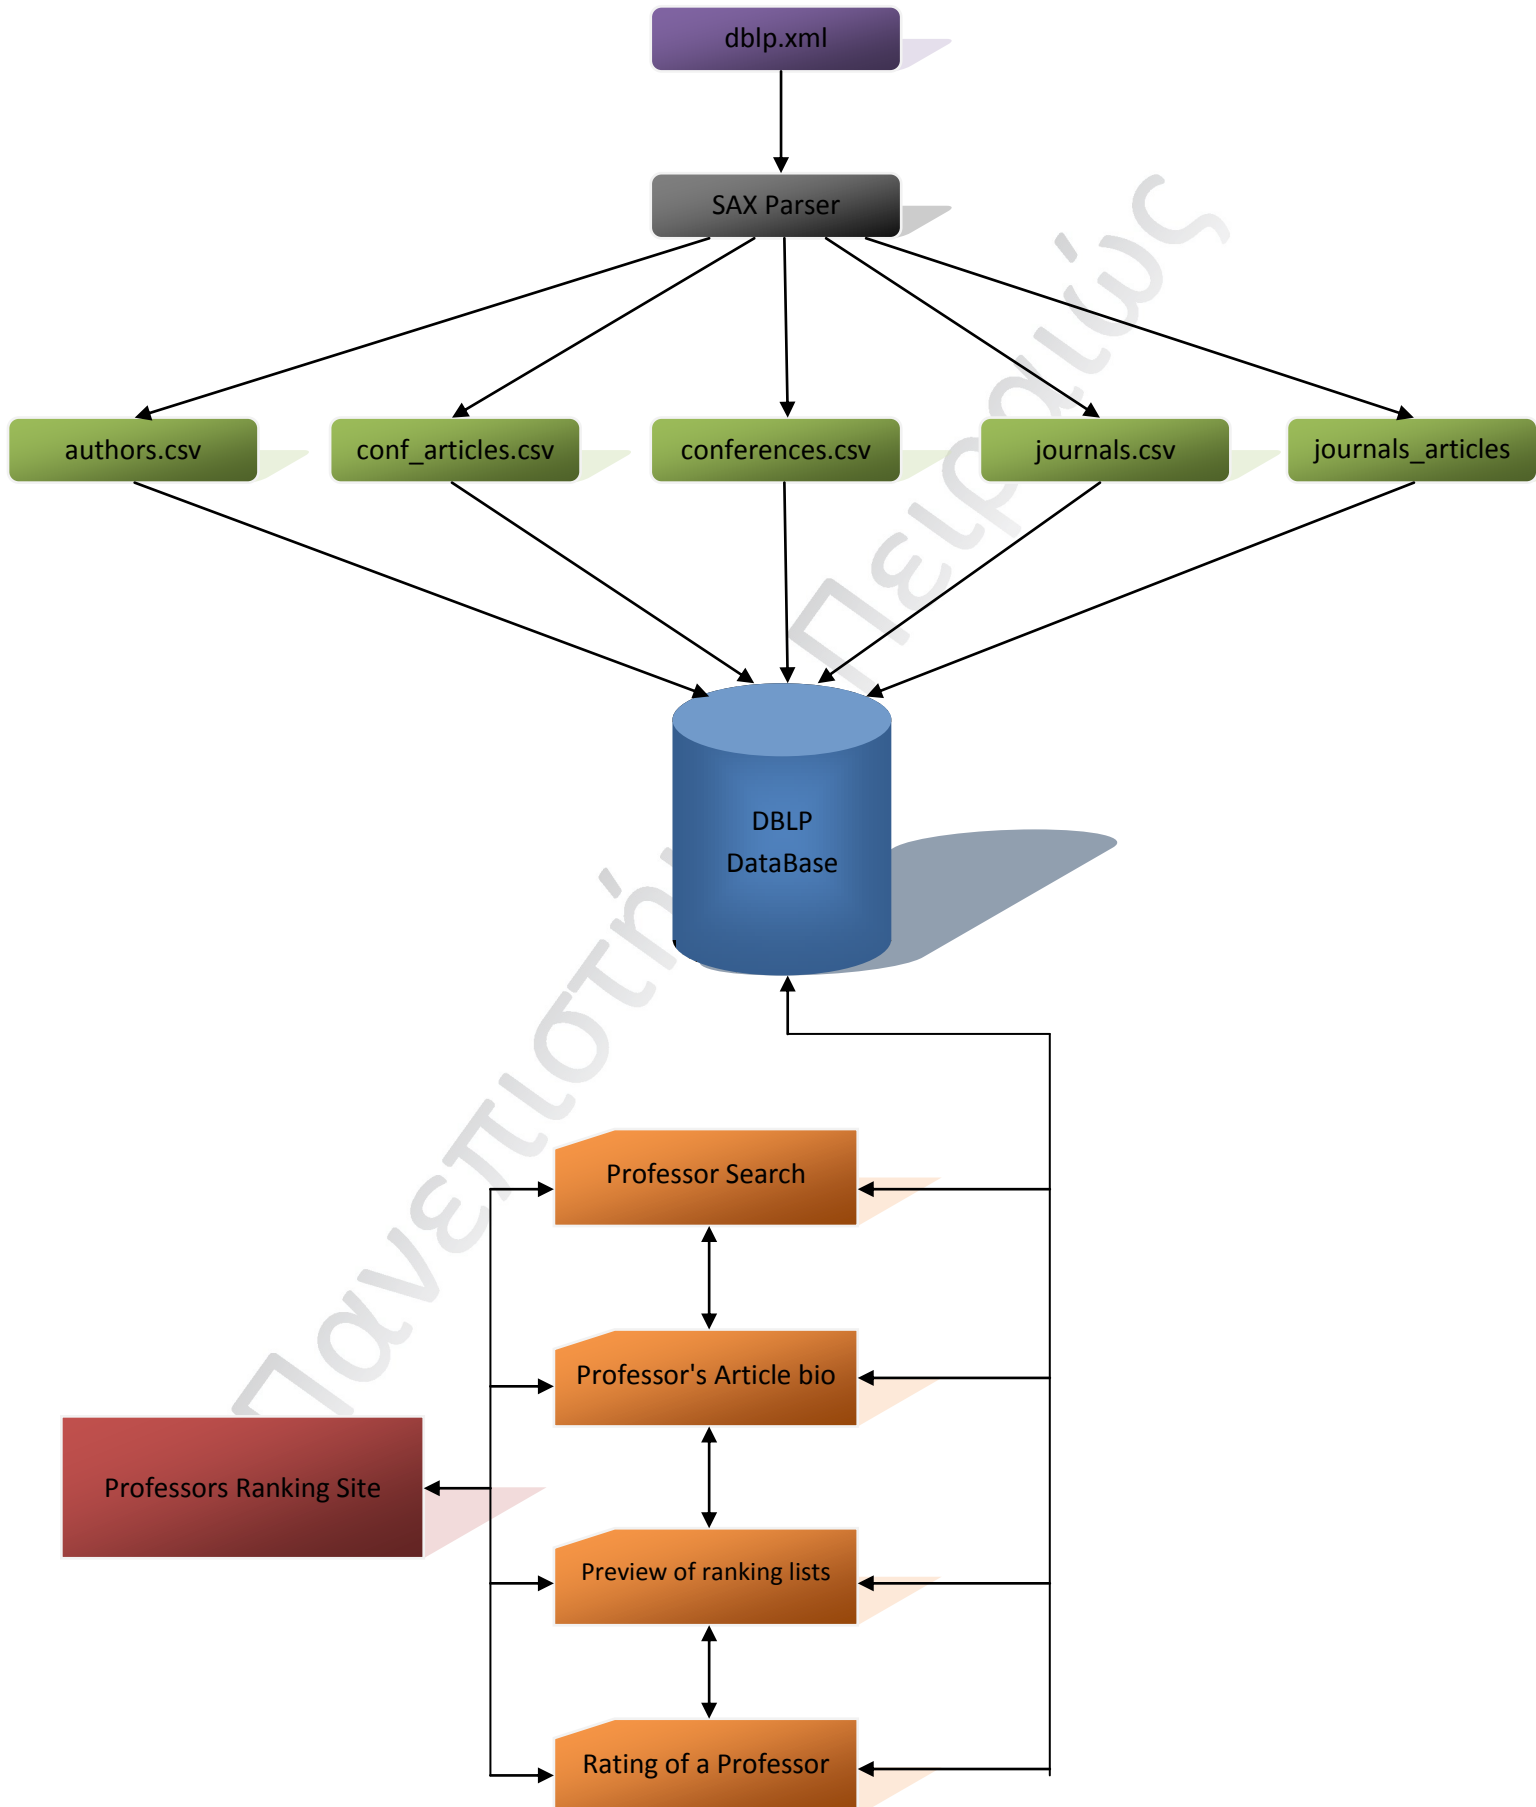 dblp.xml
SAX Parser
authors.csv
conf_articles.csv
conferences.csv
journals.csv
journals_articles
DBLP
DataBase
Professor Search
Professor's Article bio
Professors Ranking Site
Preview of ranking lists
Rating of a Professor
Πανεπιστή
Πειραιώς